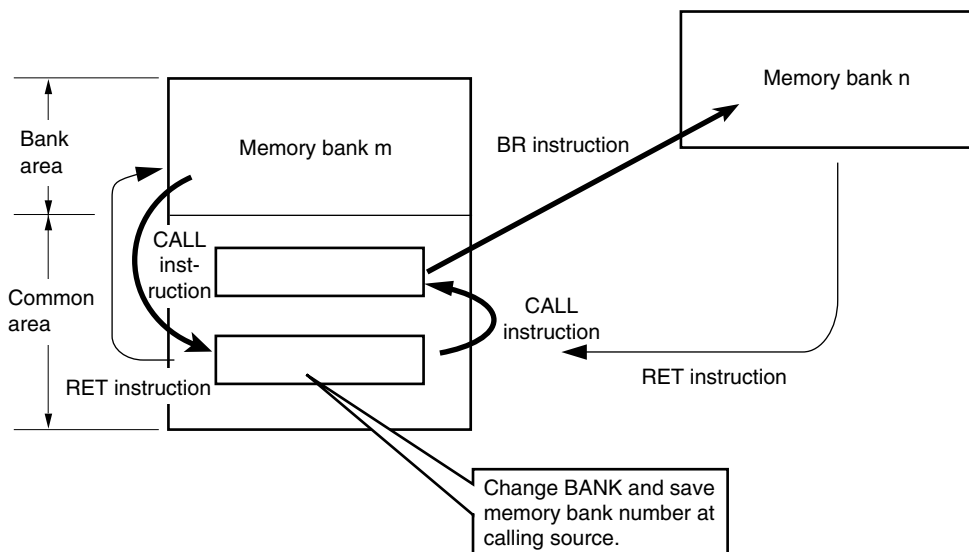 Memory bank n
Bank
area
Memory bank m
BR instruction
CALL
inst-
ruction
Common
area
CALL
instruction
RET instruction
RET instruction
Change BANK and save
memory bank number at
calling source.